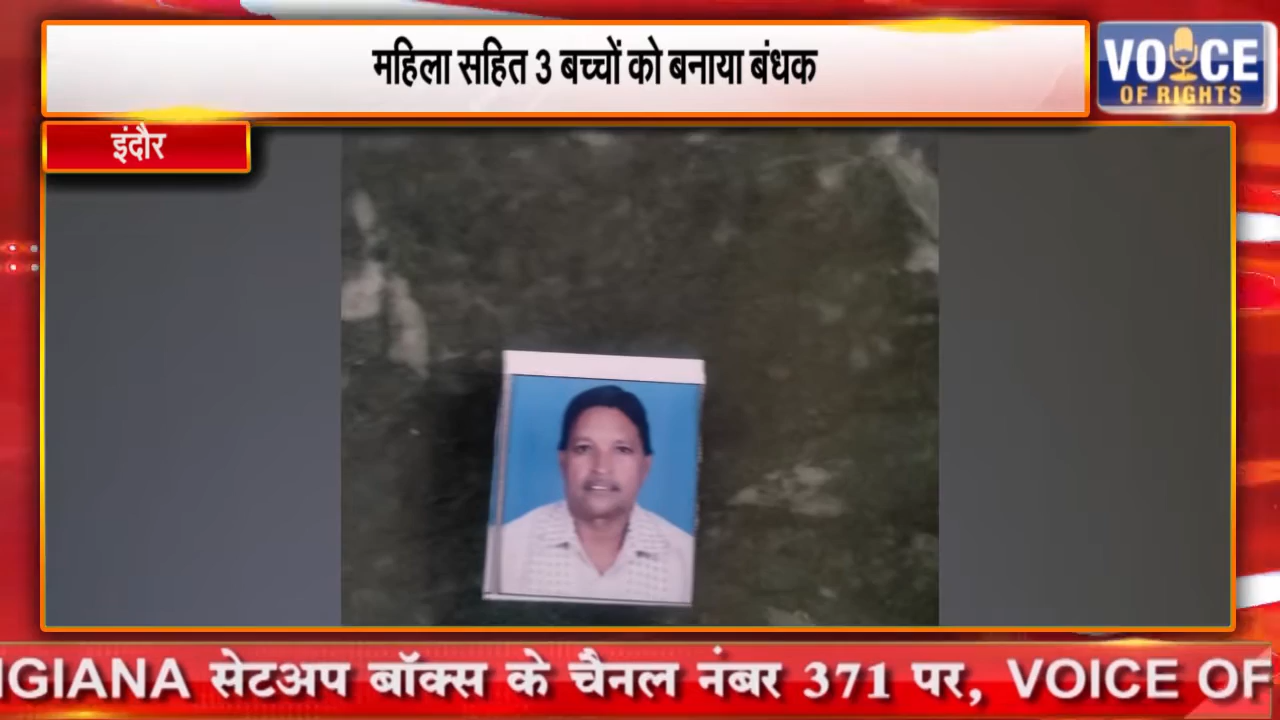 महिला सहित 3 बच्चों को बनाया बंधक
VOICE
OF RIGHTS
इंदौर
IGIANA सेटअप बॉक्स के चैनल नंबर 371 पर, VOICE OF